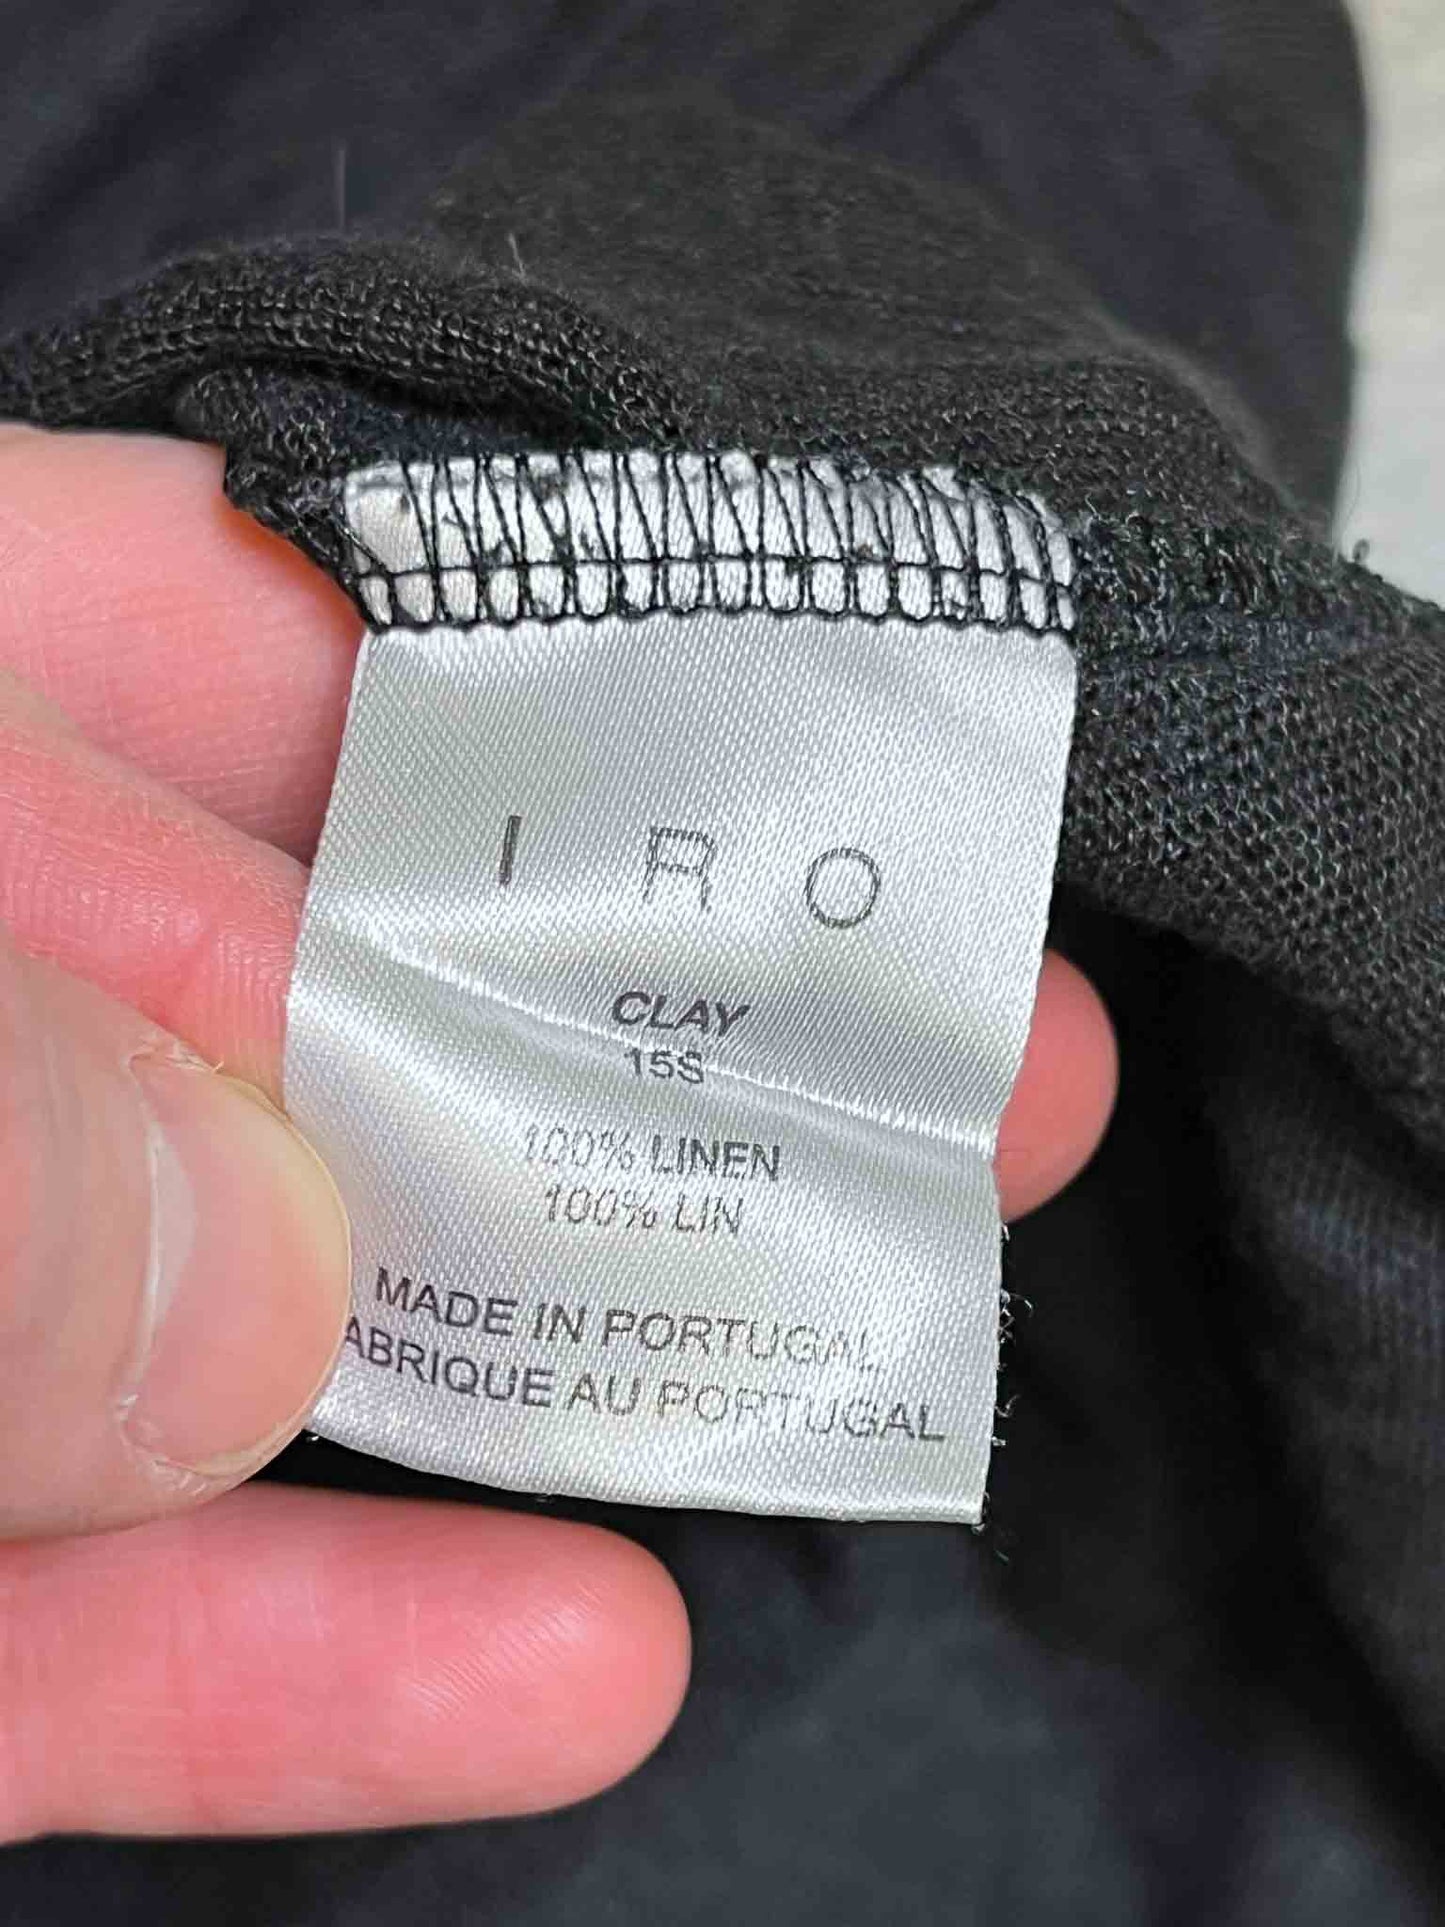 IRO
CLAY
15S
100% LINEN
100% LIN
MADE IN PORTUGAL
ABRIQUE AU PORTUGAL